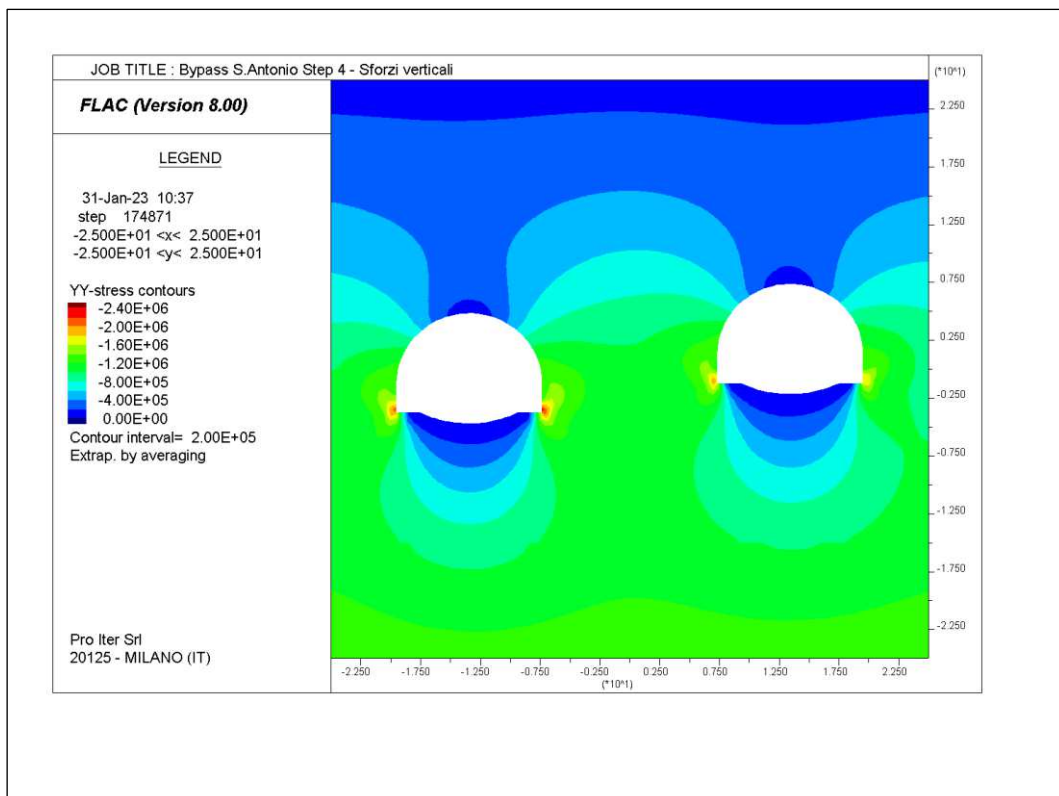 JOB TITLE : Bypass S.Antonio Step 4 - Sforzi verticali
FLAC (Version 8.00)
LEGEND
31-Jan-23 10:37
step 174871
-2.500E+01 <x< 2.500E+01
-2.500E+01 <y< 2.500E+01
YY-stress contours
-2.40E+06
-2.00E+06
-1.60E+06
-1.20E+06
-8.00E+05
-4.00E+05
0.00E+00
Contour interval= 2.00E+05
Extrap. by averaging
Pro Iter Srl
20125 - MILANO (IT)
(*10^1)
2.250
1.750
1.250
0.750
0.250
-0.250
-0.750
-1.250
-1.750
-2.250
-2.250 -1.750 -1.250 -0.750 -0.250 0.250 0.750 1.250 1.750 2.250
(*10^1)